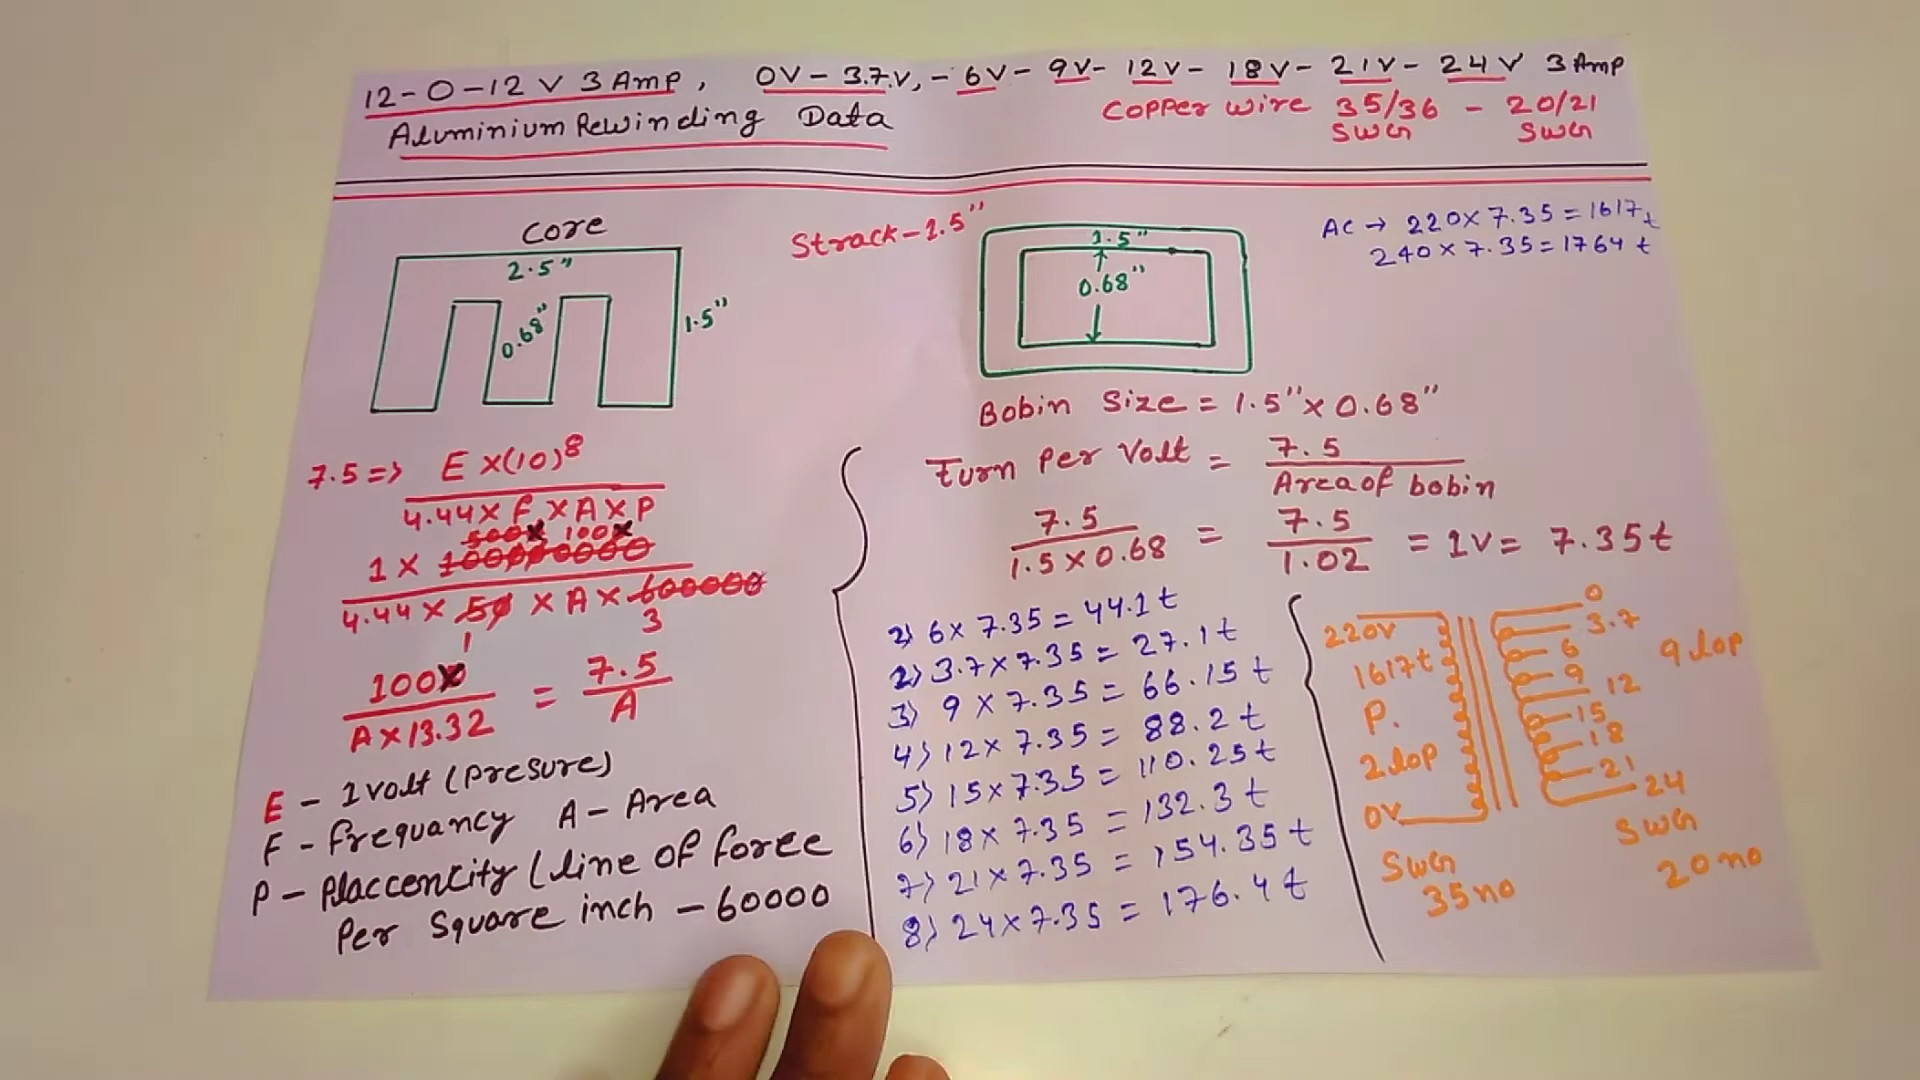 12-0-12 V 3 Amp, 0V - 3.7V, - 6V - 9V - 12V - 18V - 21V - 24V 3 Amp
Aluminium Rewinding Data
Copper wire 35/36 - 20/21
SWG SWG
Core
2.5"
0.68"
1.5"
Strack - 1.5"
1.5"
0.68"
AC → 220 x 7.35 = 1617 t
240 x 7.35 = 1764 t
Bobin Size = 1.5" x 0.68"
7.5 => E x (10)8
4.44 x F x A x P
500x 100x
1 x 100000000
4.44 x 50 x A x 600000
1 3
100x
A x 13.32
= 7.5
A
E - 1 volt (Presure)
F - frequancy A - Area
P - Placcencity (line of force
Per Square inch - 60000
Turn Per Volt = 7.5
Area of bobin
7.5
1.5 x 0.68
= 7.5
1.02
= 1V = 7.35 t
2) 6 x 7.35 = 44.1 t
2) 3.7 x 7.35 = 27.1 t
3) 9 x 7.35 = 66.15 t
4) 12 x 7.35 = 88.2 t
5) 15 x 7.35 = 110.25 t
6) 18 x 7.35 = 132.3 t
7) 21 x 7.35 = 154.35 t
8) 24 x 7.35 = 176.4 t
220V
1617 t
P.
2 lop
0V
SWG
35 no
0
3.7
6
9
12
15
18
21
24
9 lop
SWG
20 no